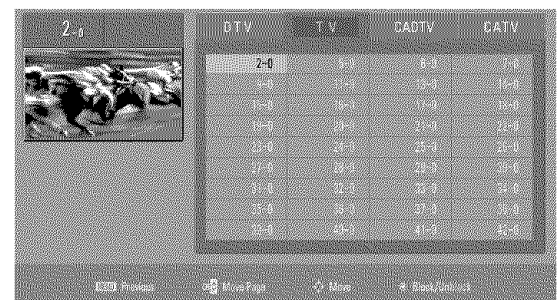 2-0
DTV TV CADTV CATV
2-0 5-0 6-0 7-0
9-0 11-0 13-0 14-0
15-0 16-0 17-0 18-0
19-0 20-0 21-0 22-0
23-0 24-0 25-0 26-0
27-0 28-0 29-0 30-0
31-0 32-0 33-0 34-0
35-0 36-0 37-0 38-0
39-0 40-0 41-0 42-0
MENU Previous Move Page Move Block/Unblock